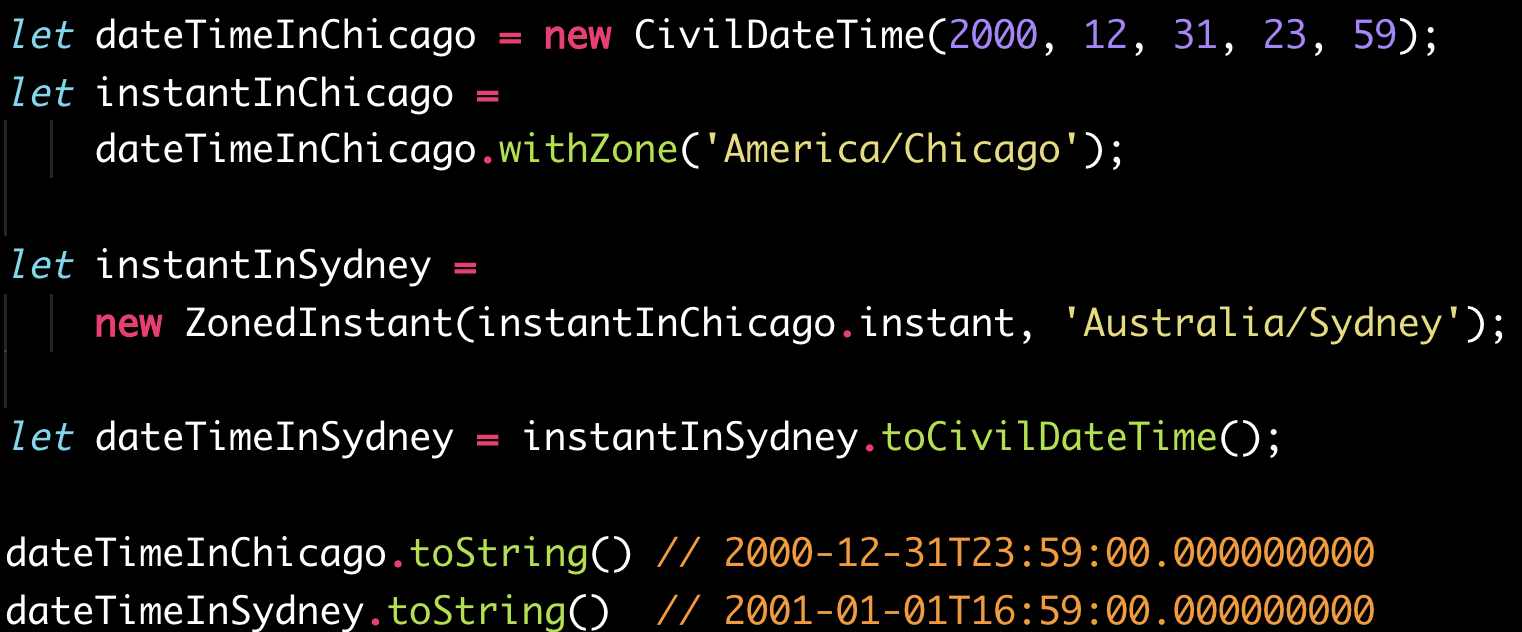 let dateTimeInChicago = new CivilDateTime(2000, 12, 31, 23, 59);
let instantInChicago =
    dateTimeInChicago.withZone('America/Chicago');

let instantInSydney =
    new ZonedInstant(instantInChicago.instant, 'Australia/Sydney');

let dateTimeInSydney = instantInSydney.toCivilDateTime();

dateTimeInChicago.toString() // 2000-12-31T23:59:00.000000000
dateTimeInSydney.toString()  // 2001-01-01T16:59:00.000000000